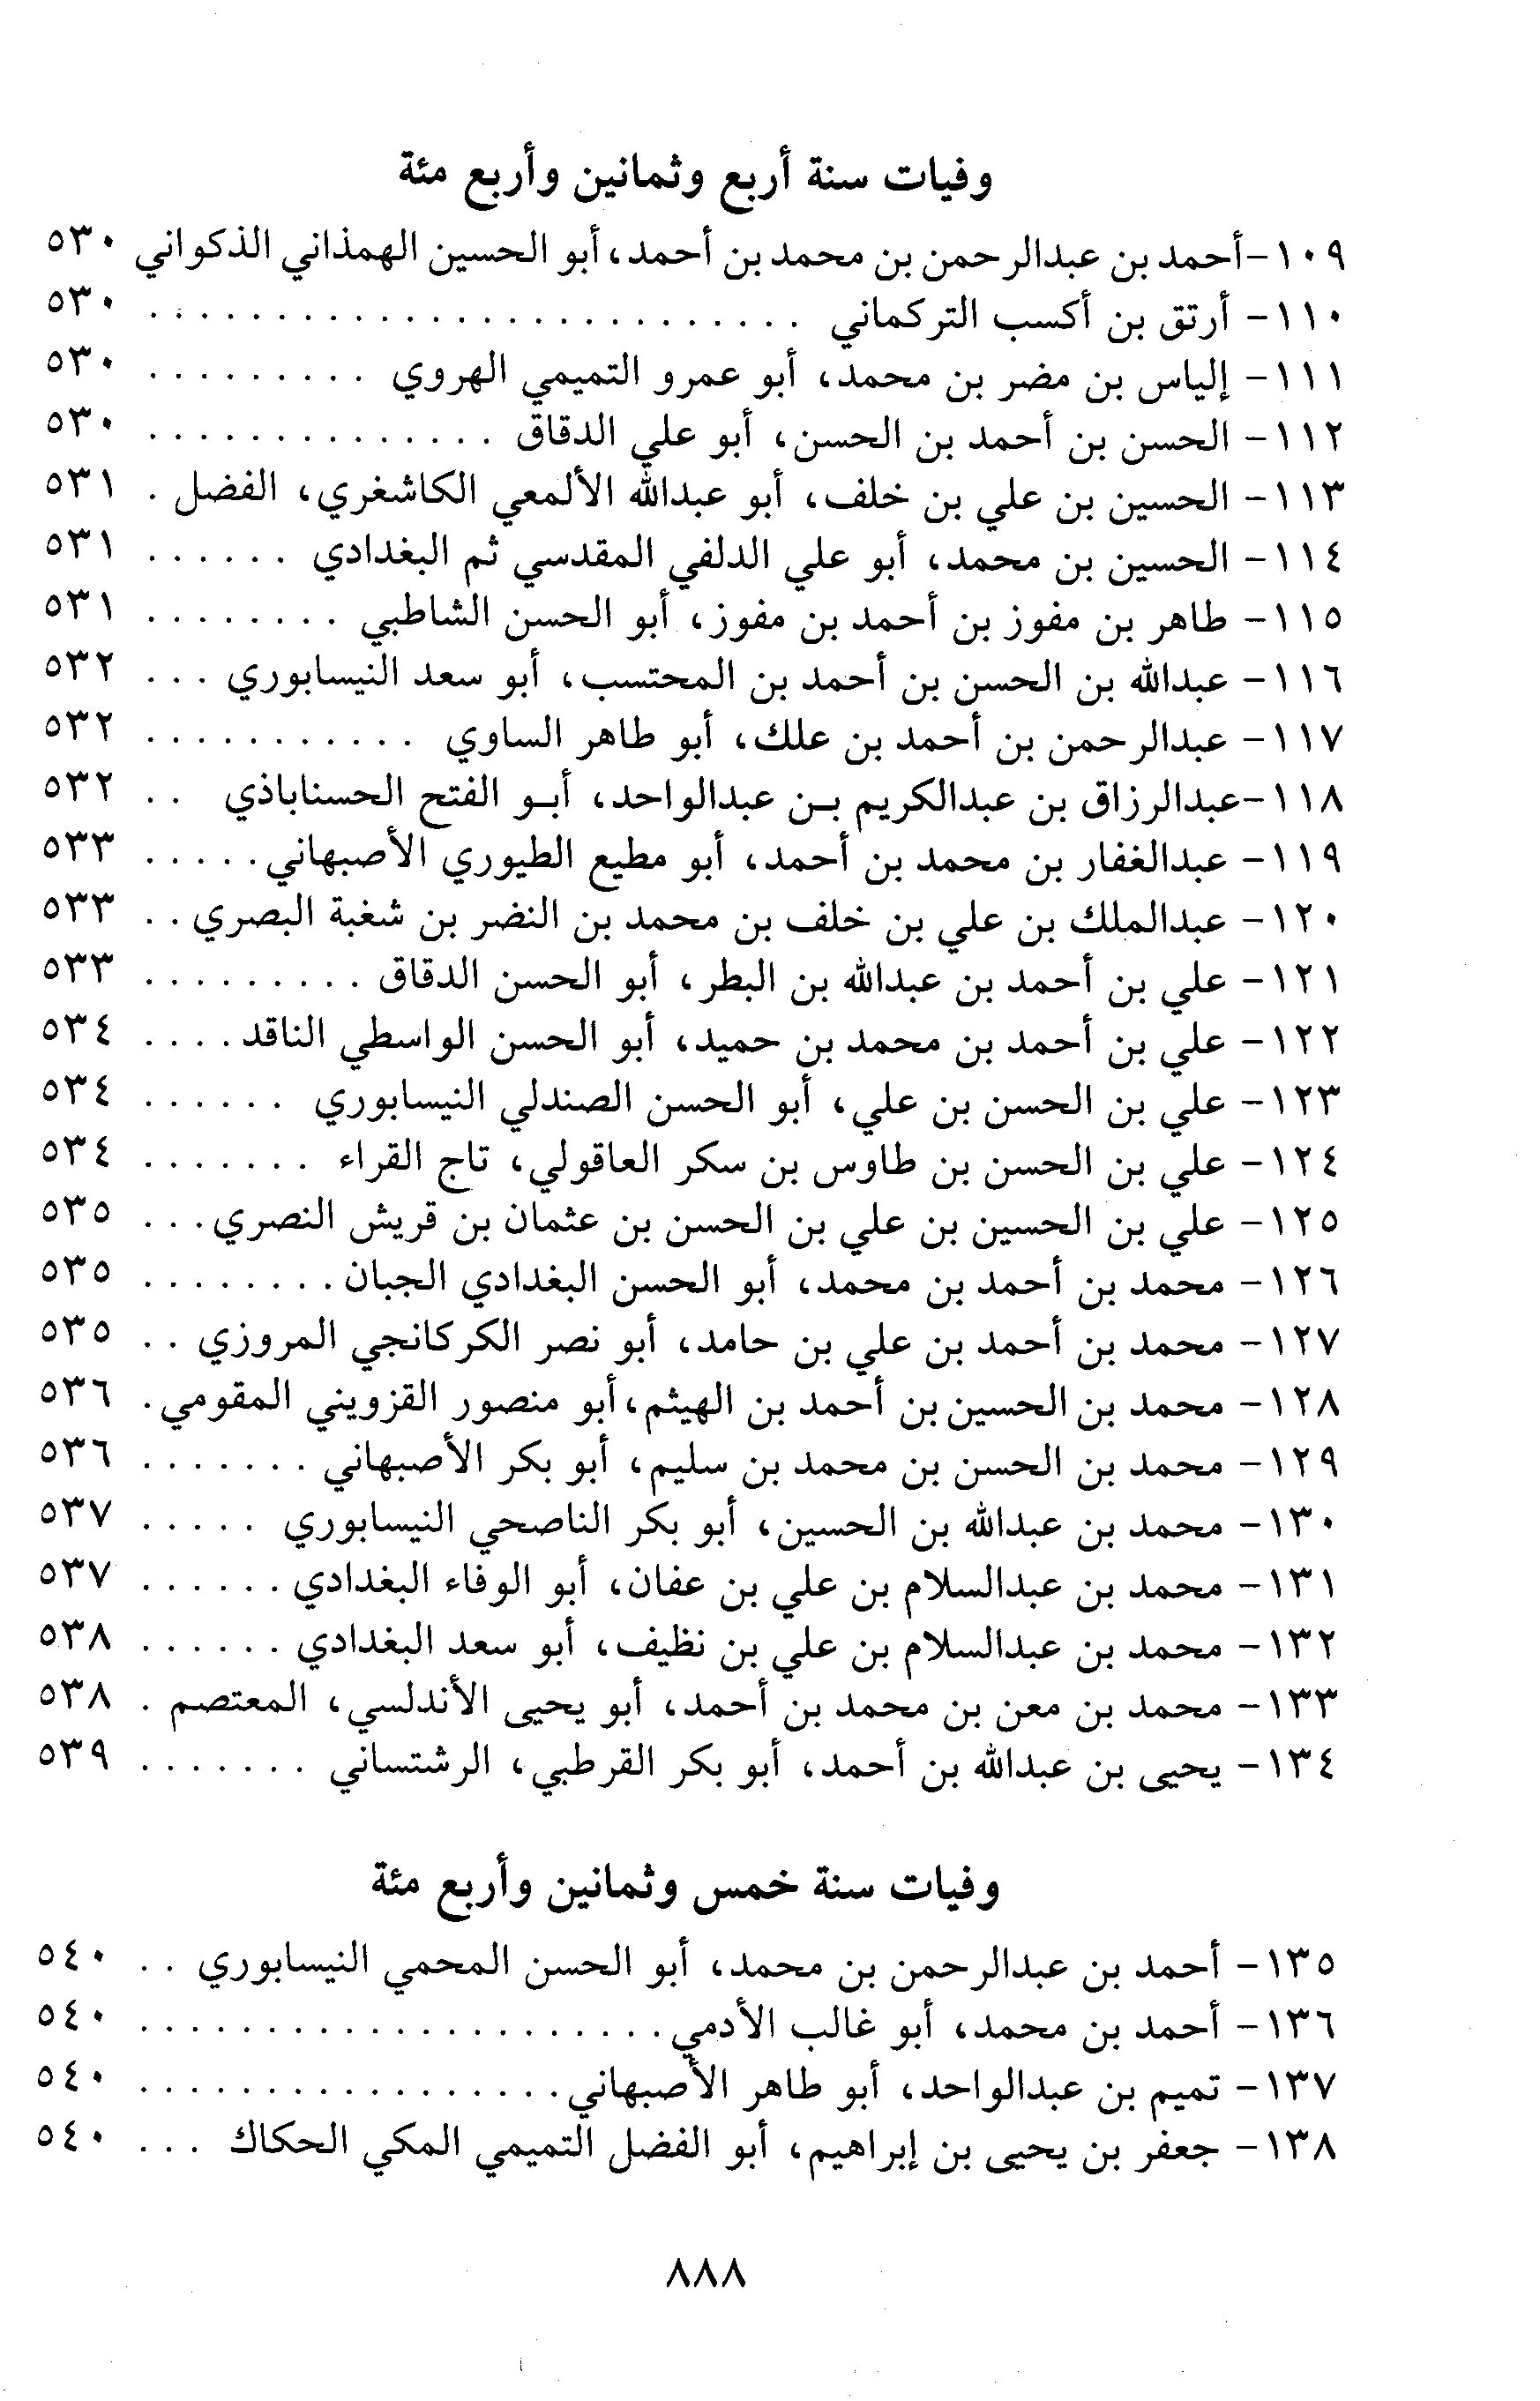 وفيات سنة أربع وثمانين وأربع مئة
١٠٩- أحمد بن عبدالرحمن بن محمد بن أحمد، أبو الحسين الهمذاني الذكواني ٥٣٠
١١٠- أرتق بن أكسب التركماني . . . . . . . . . . . . . . . . . . . . . . . . . . ٥٣٠
١١١- إلياس بن مضر بن محمد، أبو عمرو التميمي الهروي . . . . . . . . . ٥٣٠
١١٢- الحسن بن أحمد بن الحسن، أبو علي الدقاق . . . . . . . . . . . . . . ٥٣٠
١١٣- الحسين بن علي بن خلف، أبو عبدالله الألمعي الكاشغري، الفضل . ٥٣١
١١٤- الحسين بن محمد، أبو علي الدلفي المقدسي ثم البغدادي . . . . . . ٥٣١
١١٥- طاهر بن مفوز بن أحمد بن مفوز، أبو الحسن الشاطبي . . . . . . . . ٥٣١
١١٦- عبدالله بن الحسن بن أحمد بن المحتسب، أبو سعد النيسابوري . . . ٥٣٢
١١٧- عبدالرحمن بن أحمد بن علك، أبو طاهر الساوي . . . . . . . . . . . ٥٣٢
١١٨- عبدالرزاق بن عبدالكريم بن عبدالواحد، أبو الفتح الحسناباذي . . ٥٣٢
١١٩- عبدالغفار بن محمد بن أحمد، أبو مطيع الطيوري الأصبهاني . . . . . ٥٣٣
١٢٠- عبدالملك بن علي بن خلف بن محمد بن النضر بن شغبة البصري . . ٥٣٣
١٢١- علي بن أحمد بن عبدالله بن البطر، أبو الحسن الدقاق . . . . . . . . . ٥٣٣
١٢٢- علي بن أحمد بن محمد بن حميد، أبو الحسن الواسطي الناقد . . . . ٥٣٤
١٢٣- علي بن الحسن بن علي، أبو الحسن الصندلي النيسابوري . . . . . . ٥٣٤
١٢٤- علي بن الحسن بن طاوس بن سكر العاقولي، تاج القراء . . . . . . . ٥٣٤
١٢٥- علي بن الحسين بن علي بن الحسن بن عثمان بن قريش النصري . . . ٥٣٥
١٢٦- محمد بن أحمد بن محمد، أبو الحسن البغدادي الجبان . . . . . . . . ٥٣٥
١٢٧- محمد بن أحمد بن علي بن حامد، أبو نصر الكركانجي المروزي . . ٥٣٥
١٢٨- محمد بن الحسين بن أحمد بن الهيثم، أبو منصور القزويني المقومي . ٥٣٦
١٢٩- محمد بن الحسن بن محمد بن سليم، أبو بكر الأصبهاني . . . . . . . ٥٣٦
١٣٠- محمد بن عبدالله بن الحسين، أبو بكر الناصحي النيسابوري . . . . . ٥٣٧
١٣١- محمد بن عبدالسلام بن علي بن عفان، أبو الوفاء البغدادي . . . . . . ٥٣٧
١٣٢- محمد بن عبدالسلام بن علي بن نظيف، أبو سعد البغدادي . . . . . . ٥٣٨
١٣٣- محمد بن معن بن محمد بن أحمد، أبو يحيى الأندلسي، المعتصم . ٥٣٨
١٣٤- يحيى بن عبدالله بن أحمد، أبو بكر القرطبي، الرشتساني . . . . . . . ٥٣٩
وفيات سنة خمس وثمانين وأربع مئة
١٣٥- أحمد بن عبدالرحمن بن محمد، أبو الحسن المحمي النيسابوري . . ٥٤٠
١٣٦- أحمد بن محمد، أبو غالب الأدمي . . . . . . . . . . . . . . . . . . . . . ٥٤٠
١٣٧- تميم بن عبدالواحد، أبو طاهر الأصبهاني . . . . . . . . . . . . . . . . . ٥٤٠
١٣٨- جعفر بن يحيى بن إبراهيم، أبو الفضل التميمي المكي الحكاك . . . ٥٤٠
٨٨٨